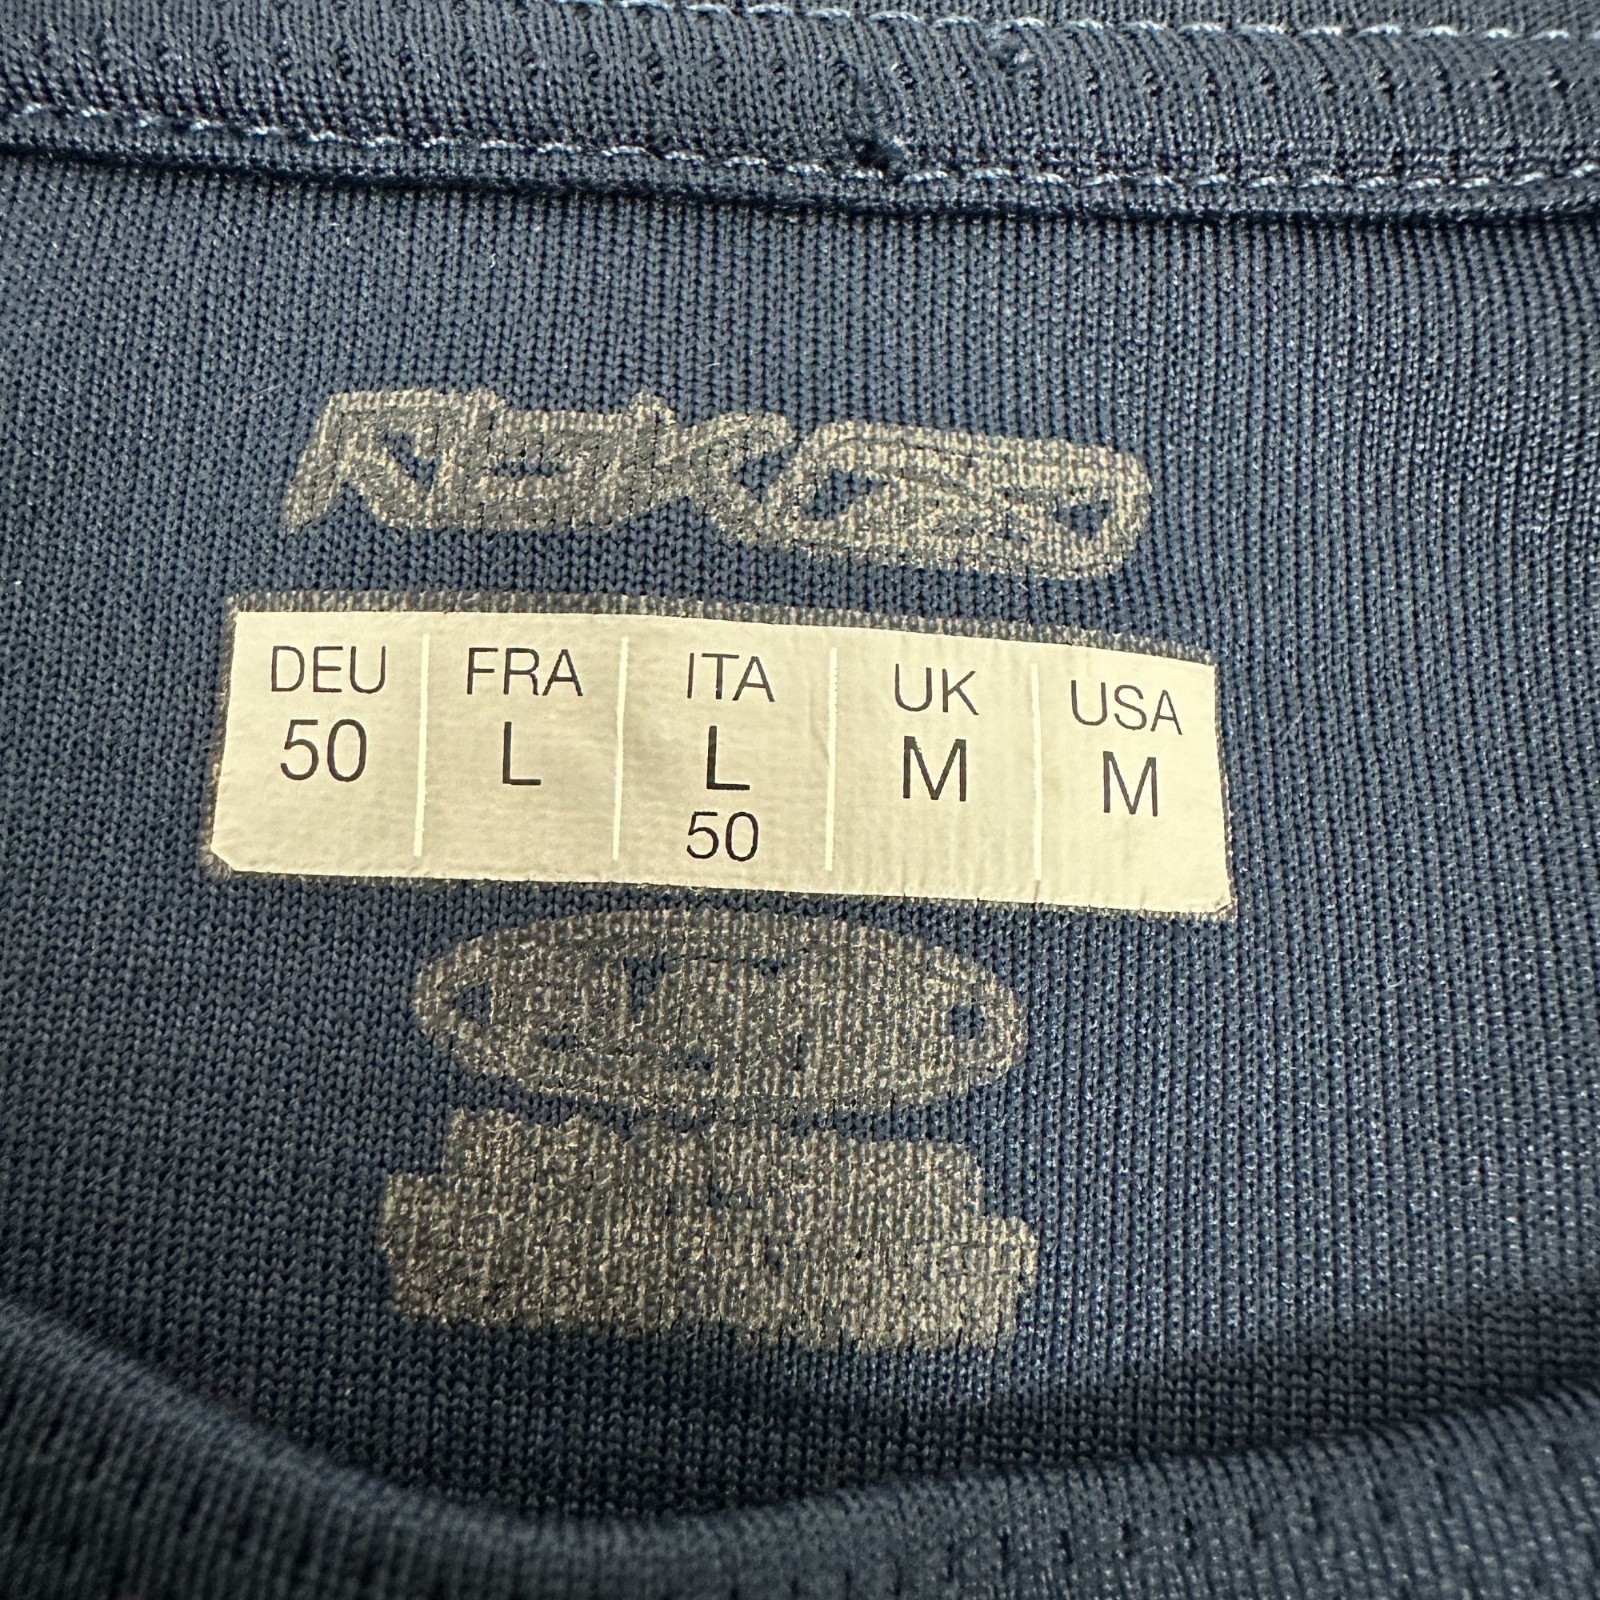 DEU FRA ITA UK USA
50 L L M M
50